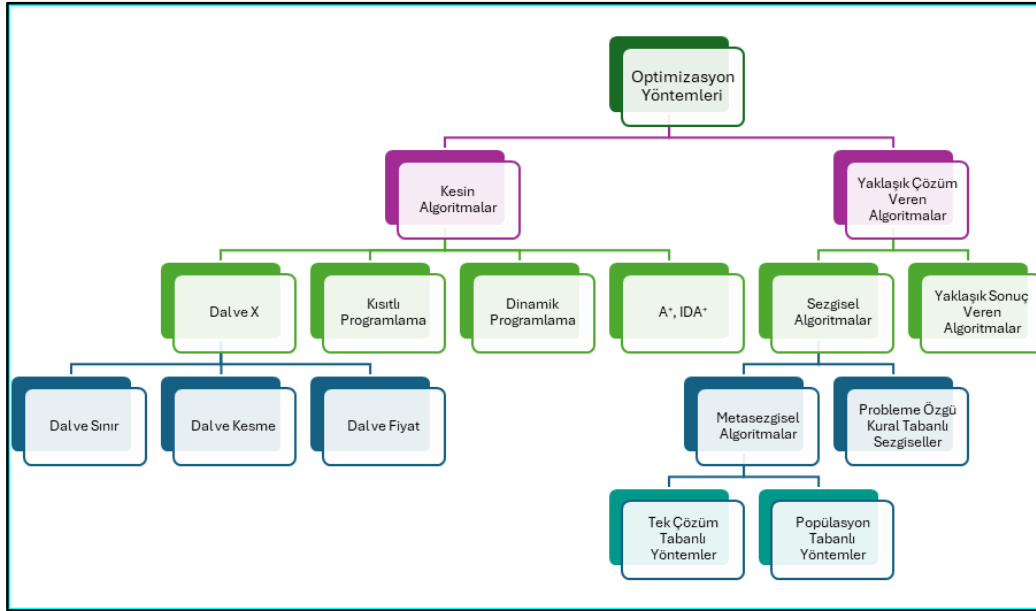 Optimizasyon
Yöntemleri
Kesin
Algoritmalar
Yaklaşık Çözüm
Veren
Algoritmalar
Dal ve X
Kısıtlı
Programlama
Dinamik
Programlama
A⁺, IDA⁺
Sezgisel
Algoritmalar
Yaklaşık Sonuç
Veren
Algoritmalar
Dal ve Sınır
Dal ve Kesme
Dal ve Fiyat
Metasezgisel
Algoritmalar
Probleme Özgü
Kural Tabanlı
Sezgiseller
Tek Çözüm
Tabanlı
Yöntemler
Popülasyon
Tabanlı
Yöntemler